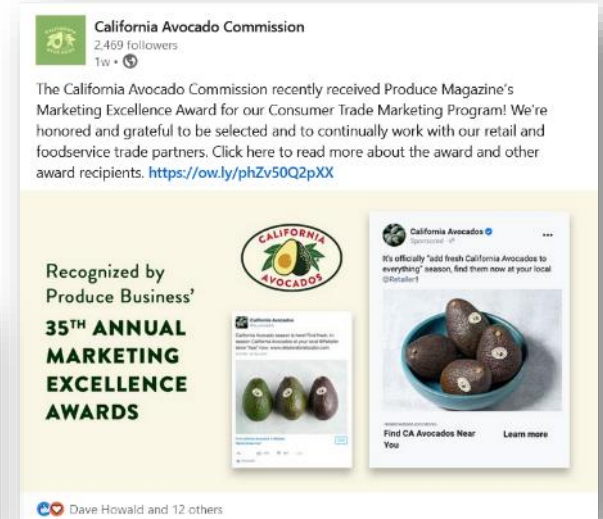 California Avocado Commission
2,469 followers
1w •
The California Avocado Commission recently received Produce Magazine's
Marketing Excellence Award for our Consumer Trade Marketing Program! We're
honored and grateful to be selected and to continually work with our retail and
foodservice trade partners. Click here to read more about the award and other
award recipients. https://ow.ly/phZv50Q2pXX
Recognized by
Produce Business'
35TH ANNUAL
MARKETING
EXCELLENCE
AWARDS
CALIFORNIA
AVOCADOS
California Avocados
California Avocados
Sponsored
It's officially "add fresh California Avocados to
everything" season, find them now at your local
@Retailer!
Find CA Avocados Near
You
Learn more
Dave Howald and 12 others